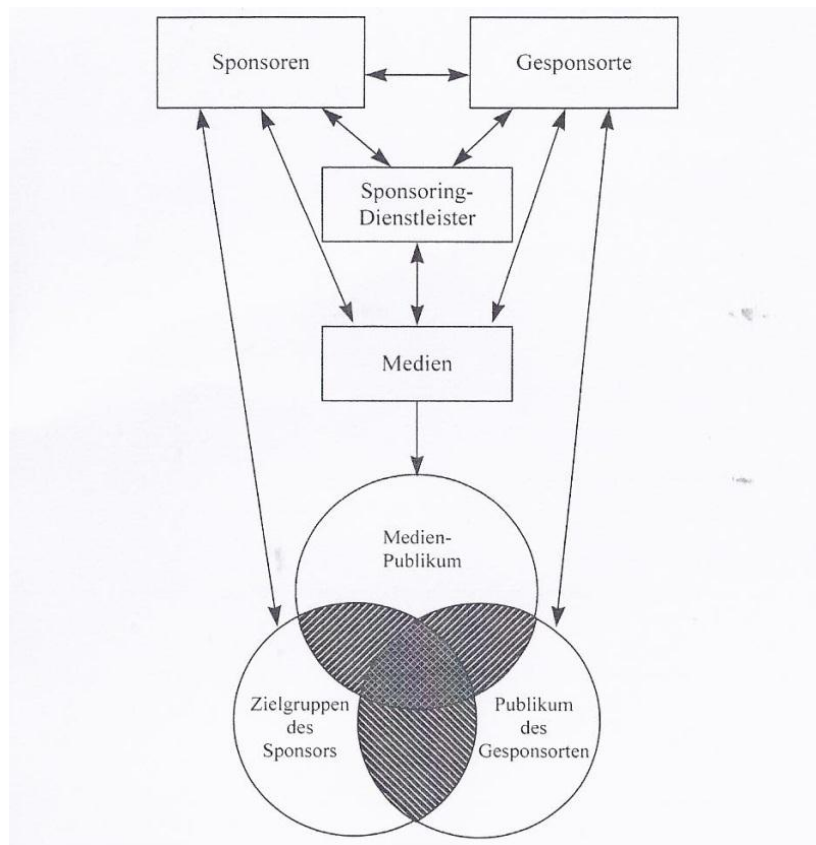 Sponsoren
Gesponsorte
Sponsoring-
Dienstleister
Medien
Medien-
Publikum
Zielgruppen
des
Sponsors
Publikum
des
Gesponsorten